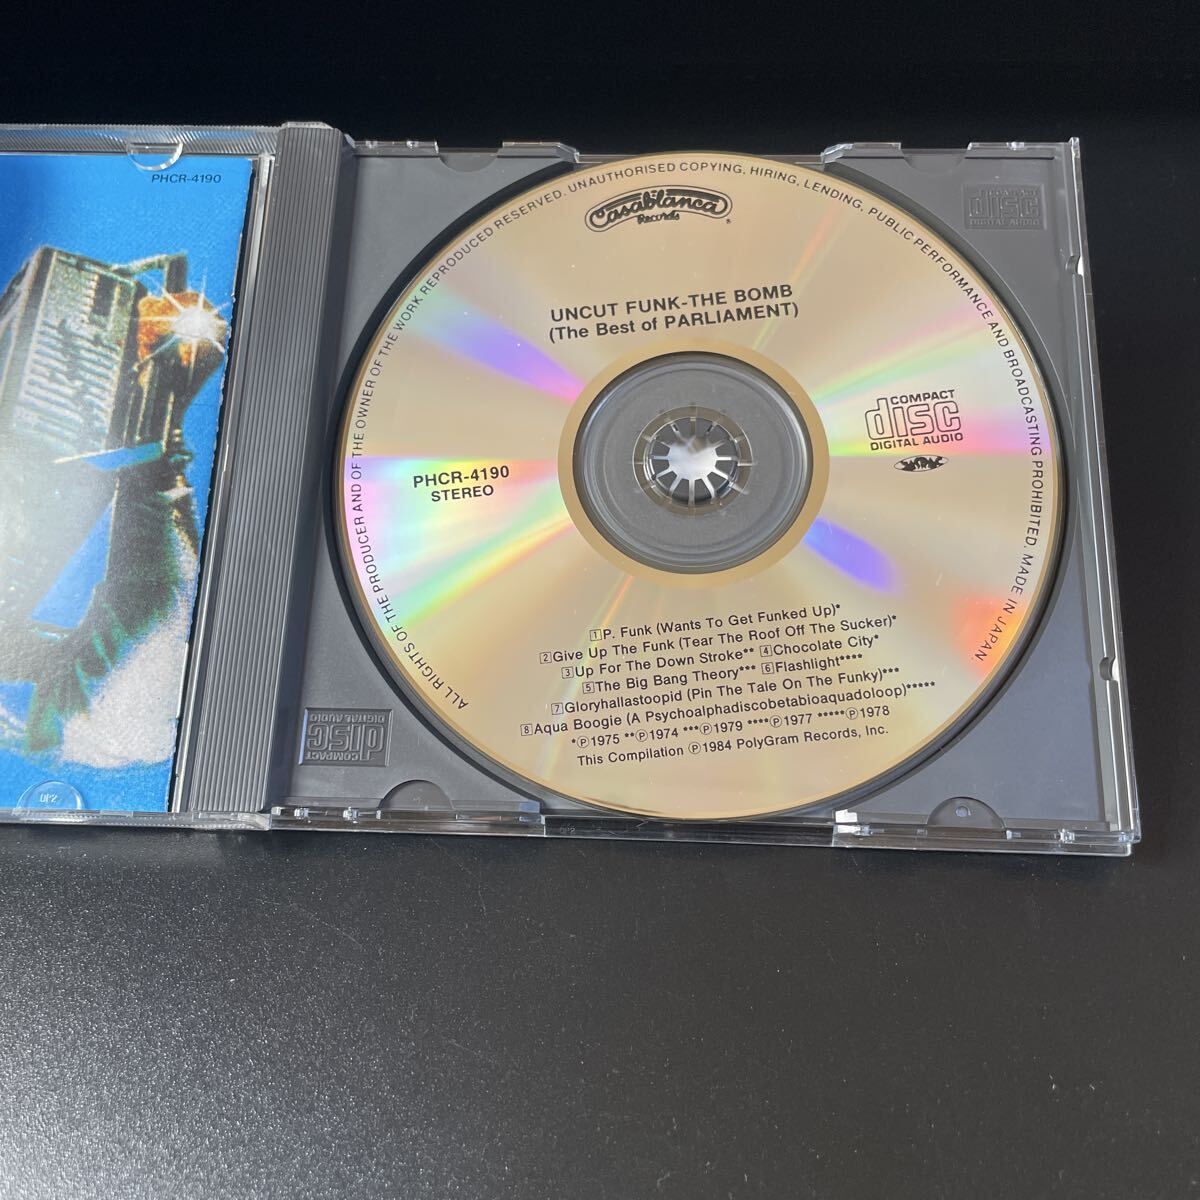 PHCR-4190
UP2
ALL RIGHTS OF THE PRODUCER AND OF THE OWNER OF THE WORK REPRODUCED RESERVED. UNAUTHORISED COPYING, HIRING, LENDING, PUBLIC PERFORMANCE AND BROADCASTING PROHIBITED. MADE IN JAPAN.
Casablanca
Records ®
UNCUT FUNK-THE BOMB
(The Best of PARLIAMENT)
COMPACT
disc
DIGITAL AUDIO
PHCR-4190
STEREO
1 P. Funk (Wants To Get Funked Up)*
2 Give Up The Funk (Tear The Roof Off The Sucker)*
3 Up For The Down Stroke** 4 Chocolate City*
5 The Big Bang Theory*** 6 Flashlight****
7 Gloryhallastoopid (Pin The Tale On The Funky)***
8 Aqua Boogie (A Psychoalphadiscobetabioaquadoloop)*****
*℗1975 **℗1974 ***℗1979 ****℗1977 *****℗1978
This Compilation ℗1984 PolyGram Records, Inc.
COMPACT
disc
DIGITAL AUDIO
COMPACT
disc
DIGITAL AUDIO